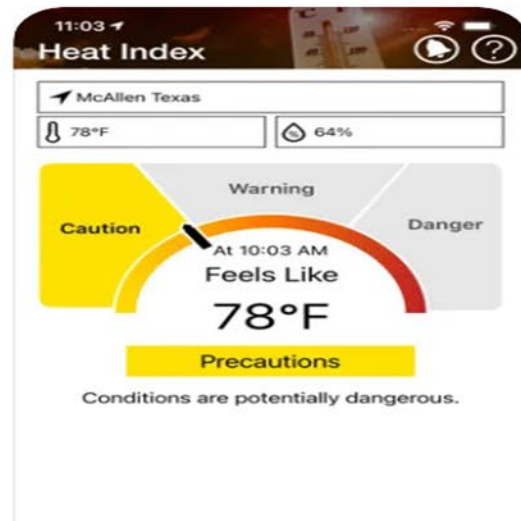 11:03
Heat Index
?
McAllen Texas
78°F
% 64%
Warning
Caution
Danger
At 10:03 AM
Feels Like
78°F
Precautions
Conditions are potentially dangerous.